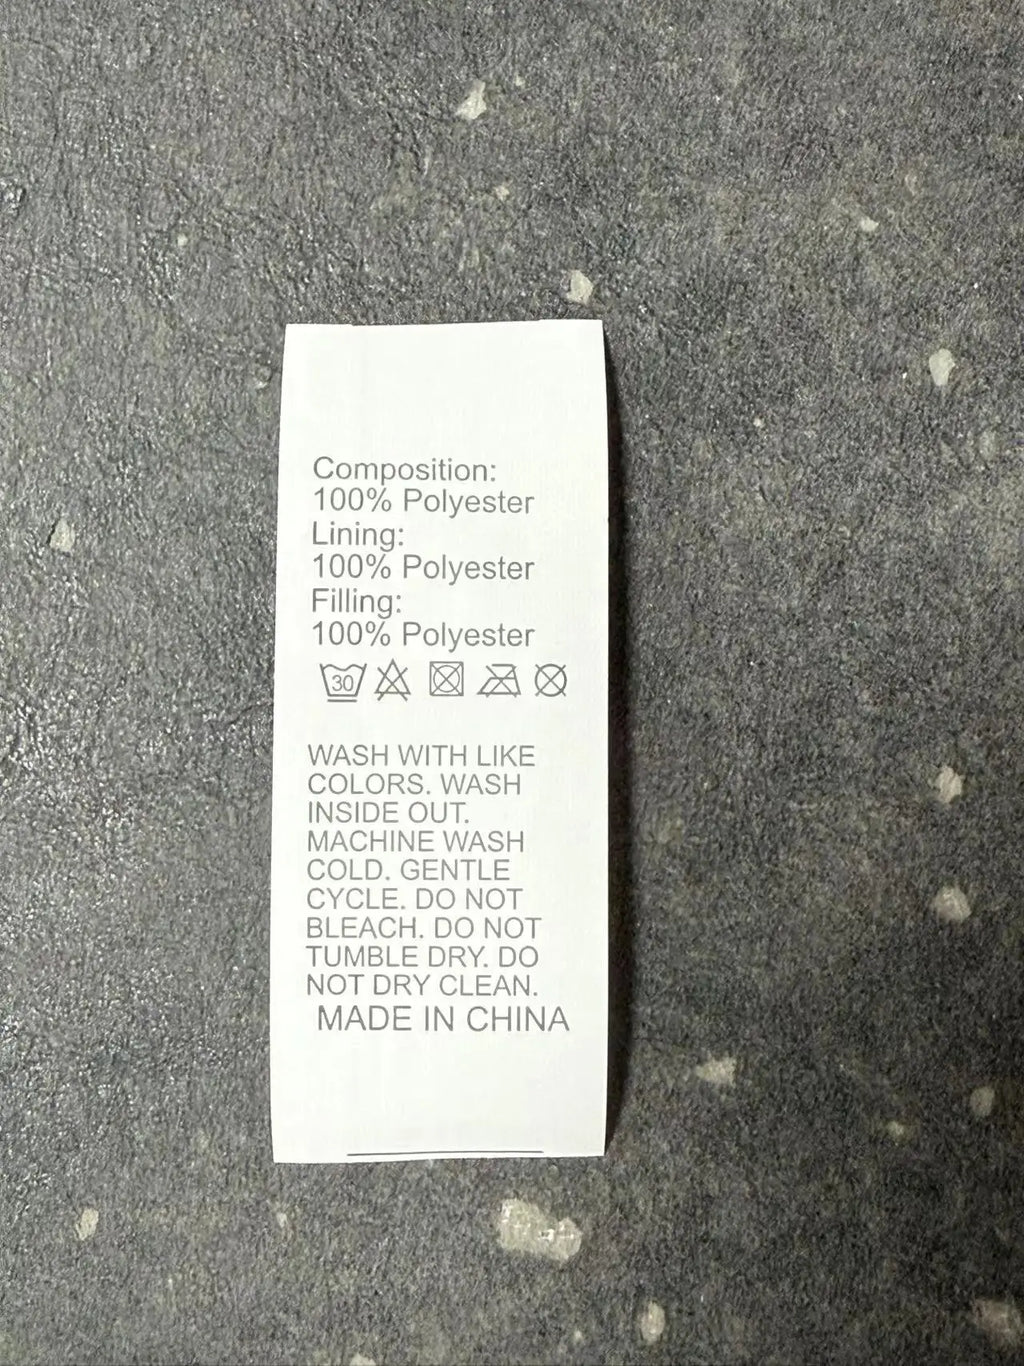 Composition:
100% Polyester
Lining:
100% Polyester
Filling:
100% Polyester
30
WASH WITH LIKE
COLORS. WASH
INSIDE OUT.
MACHINE WASH
COLD. GENTLE
CYCLE. DO NOT
BLEACH. DO NOT
TUMBLE DRY. DO
NOT DRY CLEAN.
MADE IN CHINA